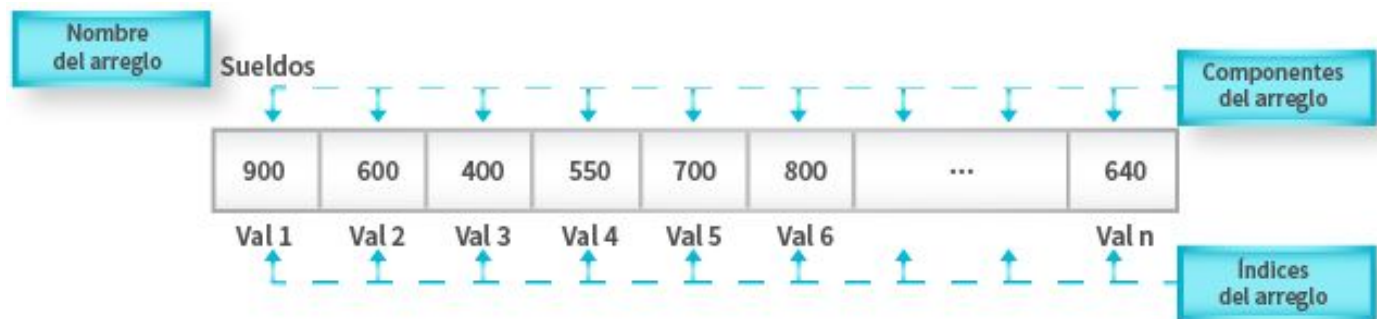 Nombre
del arreglo
Sueldos
Componentes
del arreglo
900 600 400 550 700 800 ... 640
Val 1 Val 2 Val 3 Val 4 Val 5 Val 6 Val n
Índices
del arreglo